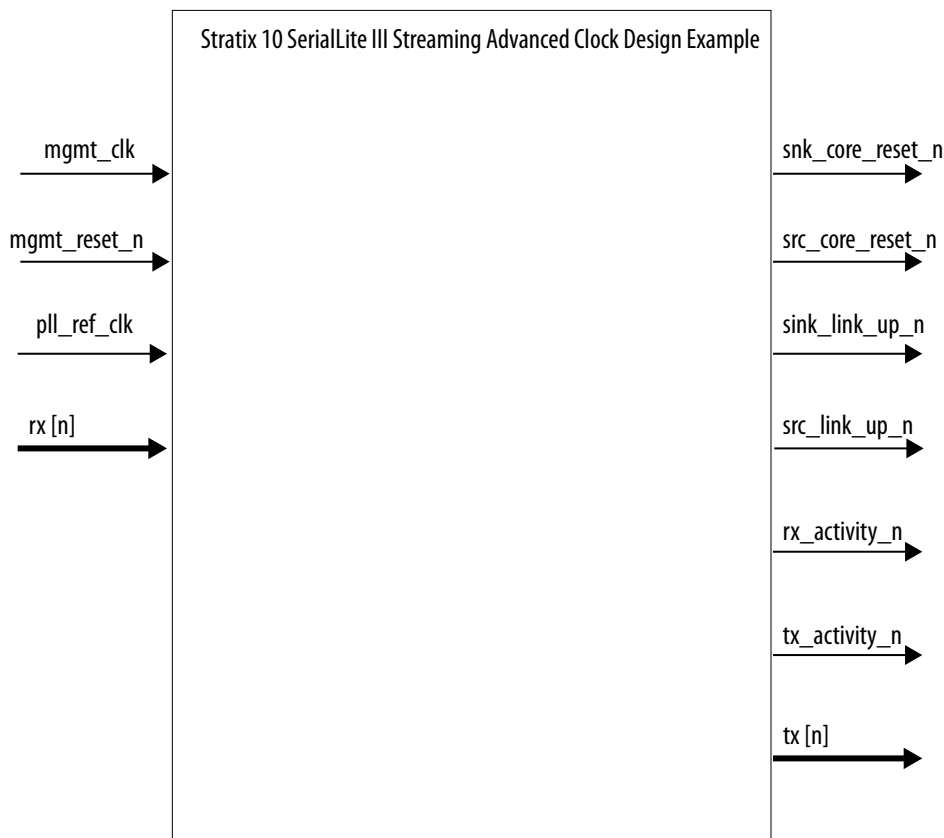 Stratix 10 SerialLite III Streaming Advanced Clock Design Example
mgmt_clk
mgmt_reset_n
pll_ref_clk
rx [n]
snk_core_reset_n
src_core_reset_n
sink_link_up_n
src_link_up_n
rx_activity_n
tx_activity_n
tx [n]